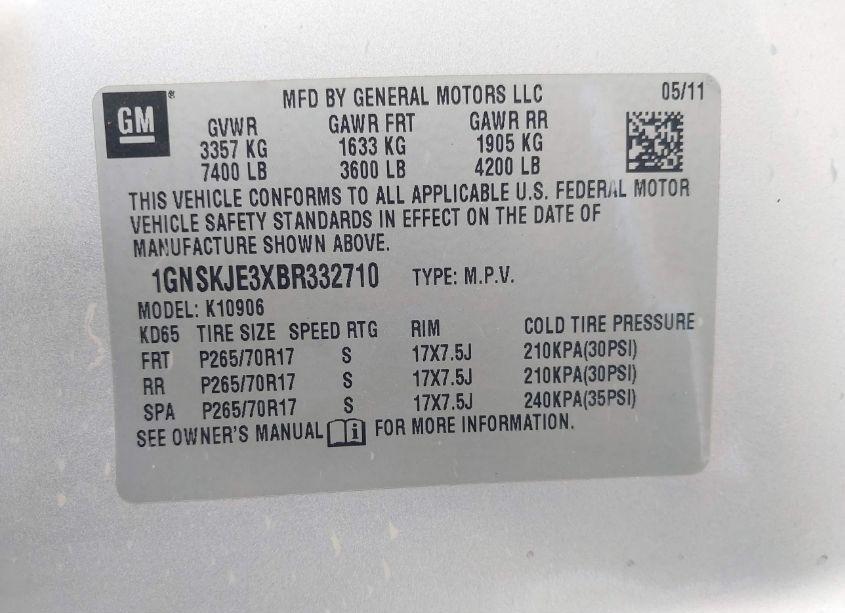 GM® MFD BY GENERAL MOTORS LLC 05/11
GVWR GAWR FRT GAWR RR
3357 KG 1633 KG 1905 KG
7400 LB 3600 LB 4200 LB
THIS VEHICLE CONFORMS TO ALL APPLICABLE U.S. FEDERAL MOTOR
VEHICLE SAFETY STANDARDS IN EFFECT ON THE DATE OF
MANUFACTURE SHOWN ABOVE.
1GNSKJE3XBR332710 TYPE: M.P.V.
MODEL: K10906
KD65 TIRE SIZE SPEED RTG RIM COLD TIRE PRESSURE
FRT P265/70R17 S 17X7.5J 210KPA(30PSI)
RR P265/70R17 S 17X7.5J 210KPA(30PSI)
SPA P265/70R17 S 17X7.5J 240KPA(35PSI)
SEE OWNER'S MANUAL i FOR MORE INFORMATION.